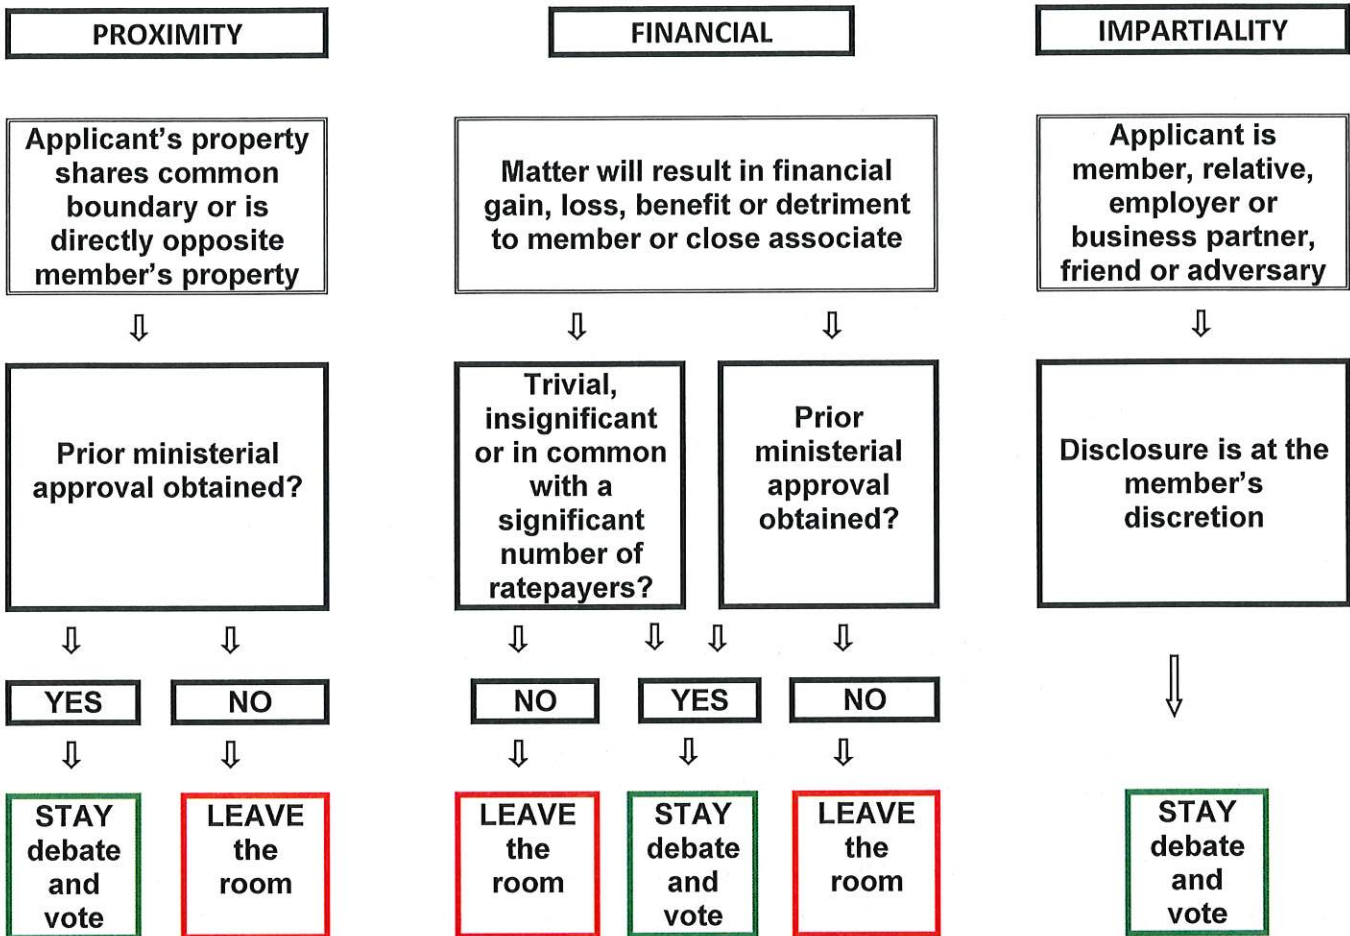 PROXIMITY
FINANCIAL
IMPARTIALITY
Applicant’s property
shares common
boundary or is
directly opposite
member’s property
Matter will result in financial
gain, loss, benefit or detriment
to member or close associate
Applicant is
member, relative,
employer or
business partner,
friend or adversary
Prior ministerial
approval obtained?
Trivial,
insignificant
or in common
with a
significant
number of
ratepayers?
Prior
ministerial
approval
obtained?
Disclosure is at the
member’s
discretion
YES
NO
NO
YES
NO
STAY
debate
and
vote
LEAVE
the
room
LEAVE
the
room
STAY
debate
and
vote
LEAVE
the
room
STAY
debate
and
vote